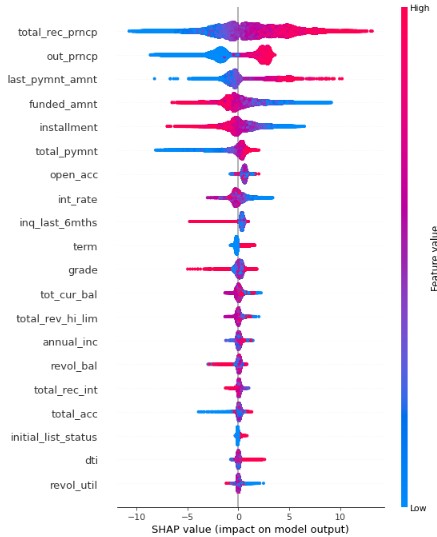 High
total_rec_prncp
out_prncp
last_pymnt_amnt
funded_amnt
installment
total_pymnt
open_acc
int_rate
inq_last_6mths
term
grade
tot_cur_bal
total_rev_hi_lim
annual_inc
revol_bal
total_rec_int
total_acc
initial_list_status
dti
revol_util
Feature value
Low
−10 −5 0 5 10
SHAP value (impact on model output)